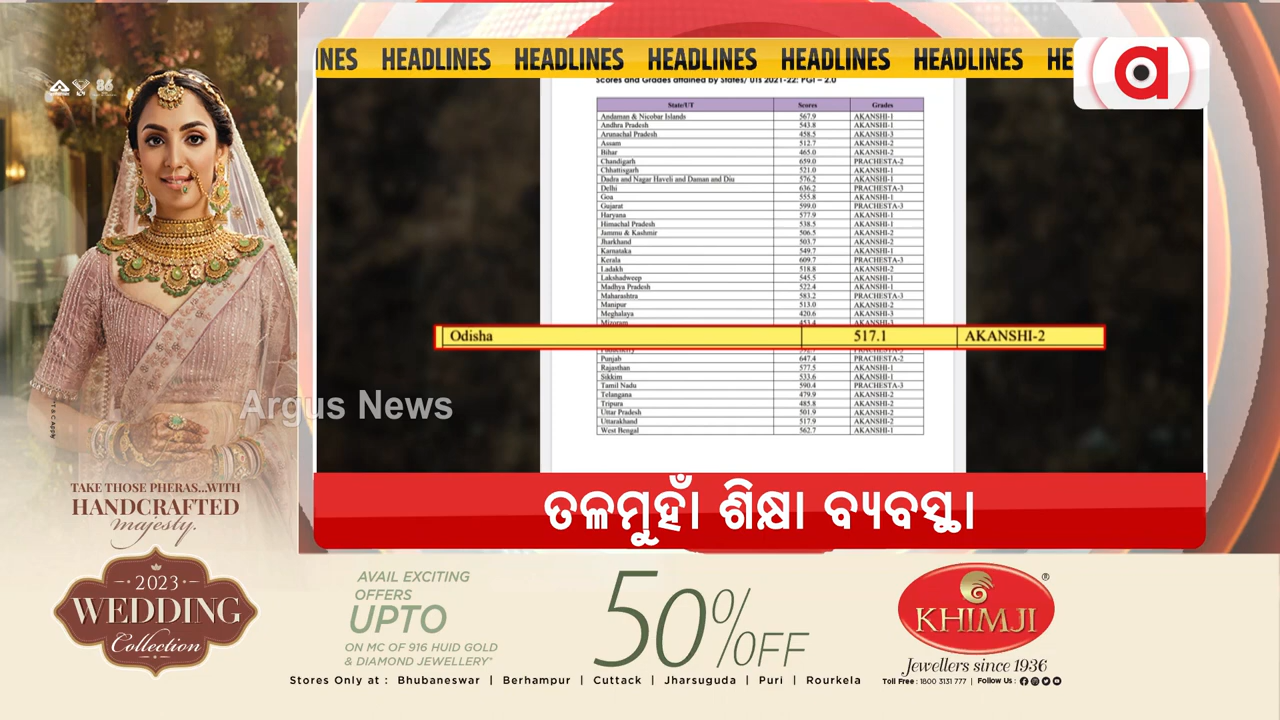 INES HEADLINES HEADLINES HEADLINES HEADLINES HEADLINES HE
a
86
Scores and Grades attained by States/ UTs 2021-22: PGI – 2.0
State/UT Scores Grades
Andaman & Nicobar Islands 567.9 AKANSHI-1
Andhra Pradesh 543.8 AKANSHI-1
Arunachal Pradesh 458.5 AKANSHI-3
Assam 512.7 AKANSHI-2
Bihar 465.0 AKANSHI-2
Chandigarh 659.0 PRACHESTA-2
Chhattisgarh 521.0 AKANSHI-1
Dadra and Nagar Haveli and Daman and Diu 576.2 AKANSHI-1
Delhi 636.2 PRACHESTA-3
Goa 555.8 AKANSHI-1
Gujarat 599.0 PRACHESTA-3
Haryana 577.9 AKANSHI-1
Himachal Pradesh 538.5 AKANSHI-1
Jammu & Kashmir 506.5 AKANSHI-2
Jharkhand 503.7 AKANSHI-2
Karnataka 549.7 AKANSHI-1
Kerala 609.7 PRACHESTA-3
Ladakh 518.8 AKANSHI-2
Lakshadweep 545.5 AKANSHI-1
Madhya Pradesh 522.4 AKANSHI-1
Maharashtra 583.2 PRACHESTA-3
Manipur 513.0 AKANSHI-2
Meghalaya 420.6 AKANSHI-3
Mizoram 453.4 AKANSHI-3
Odisha 517.1 AKANSHI-2
Punjab 647.4 PRACHESTA-2
Rajasthan 577.5 AKANSHI-1
Sikkim 533.6 AKANSHI-1
Tamil Nadu 590.4 PRACHESTA-3
Telangana 479.9 AKANSHI-2
Tripura 485.8 AKANSHI-2
Uttar Pradesh 501.9 AKANSHI-2
Uttarakhand 517.9 AKANSHI-2
West Bengal 562.7 AKANSHI-1
Argus News
ତଳମୁହାଁ ଶିକ୍ଷା ବ୍ୟବସ୍ଥା
*T & C Apply
TAKE THOSE PHERAS...WITH
HANDCRAFTED
majesty.
2023
WEDDING
Collection
AVAIL EXCITING
OFFERS
UPTO
ON MC OF 916 HUID GOLD
& DIAMOND JEWELLERY*
50% OFF
KHIMJI ®
Jewellers since 1936
Stores Only at : Bhubaneswar | Berhampur | Cuttack | Jharsuguda | Puri | Rourkela
Toll Free : 1800 3131 777 | Follow Us :